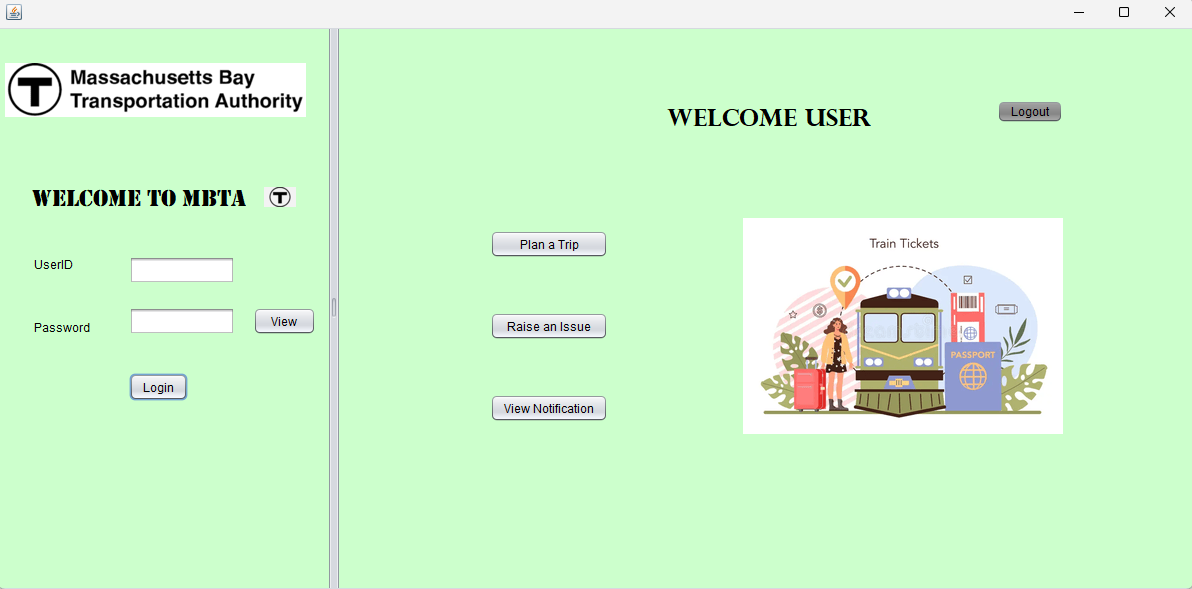 T Massachusetts Bay
Transportation Authority
WELCOME TO MBTA T
UserID
Password
View
Login
WELCOME USER
Logout
Plan a Trip
Raise an Issue
View Notification
Train Tickets
PASSPORT